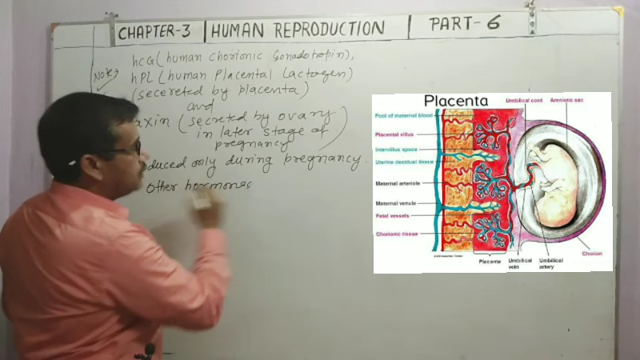 CHAPTER-3 HUMAN REPRODUCTION PART-6
Note
hCG (human Chorionic Gonadotropin),
hPL (human Placental Lactogen)
(secereted by placenta)
and
axin (secreted by ovary
in later stage of
pregnancy)
duced only during pregnancy.
Other hormones
Placenta
Umbilical cord
Amnionic sac
Pool of maternal blood
Placental villus
Intervillus space
Uterine decidual tissue
Maternal arteriole
Maternal venule
Fetal vessels
Chorionic tissue
Placenta
Umbilical vein
Umbilical artery
Chorion